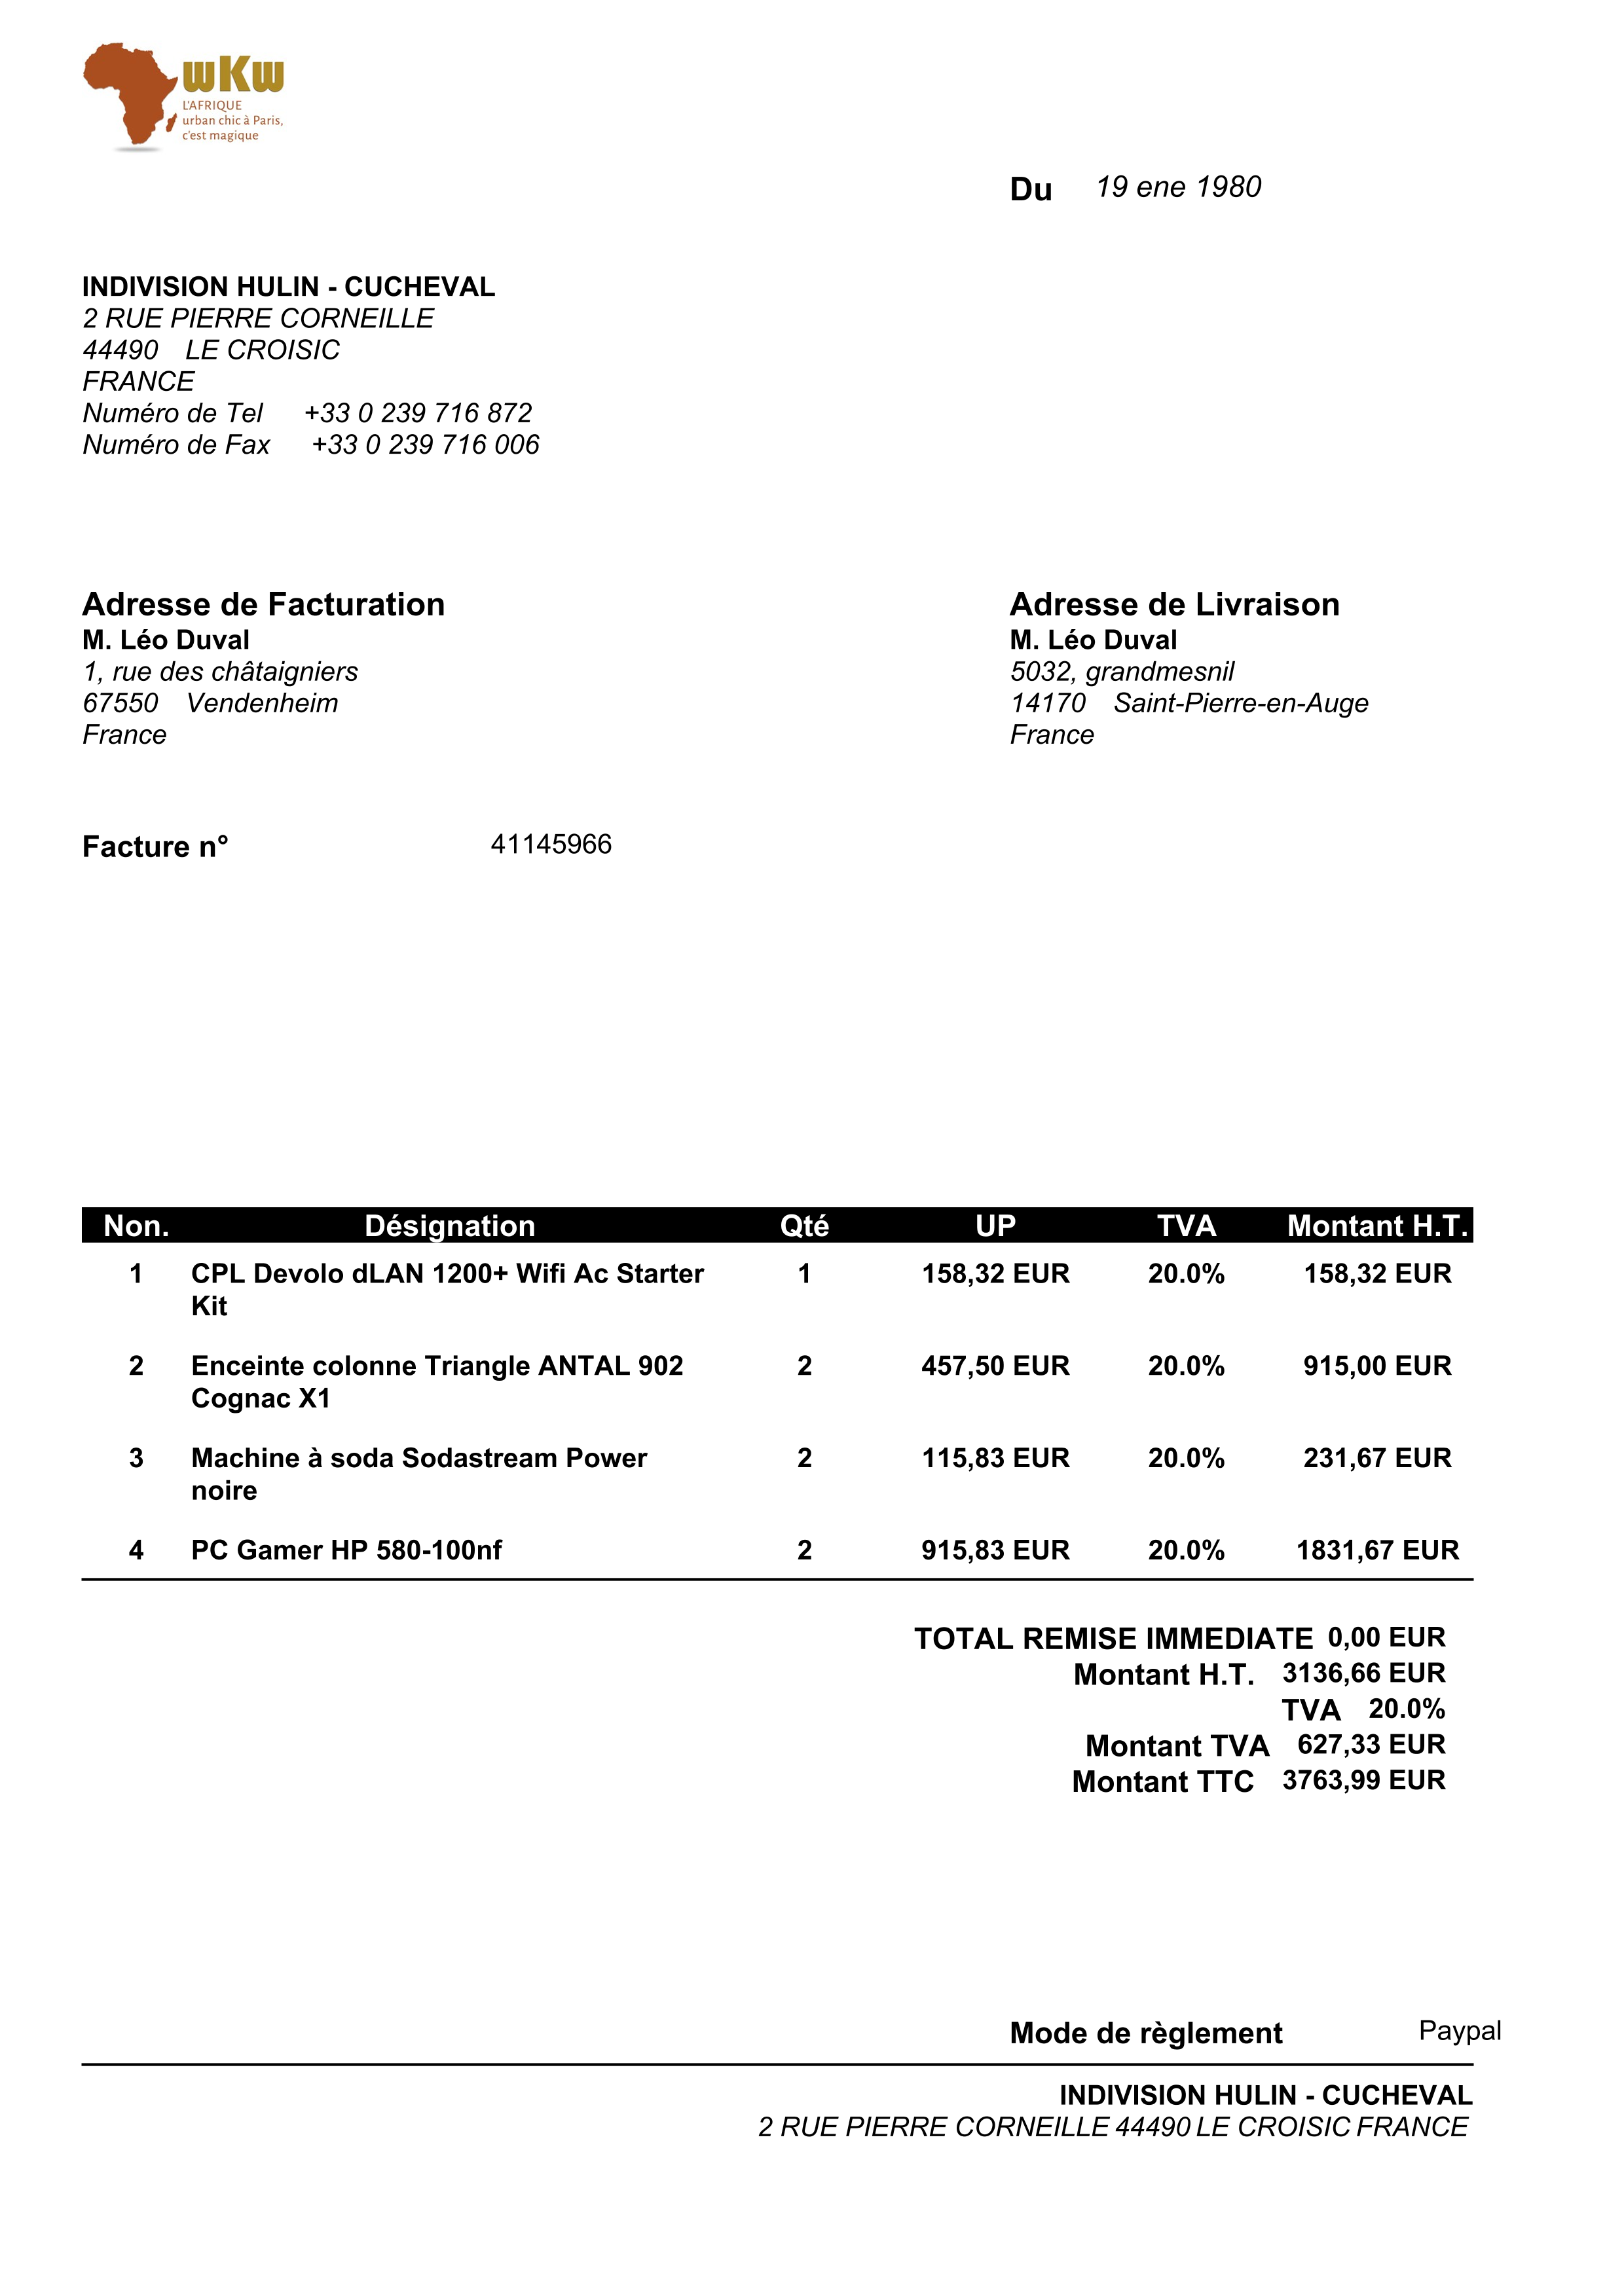 wKw
L'AFRIQUE
urban chic à Paris,
c'est magique
Du 19 ene 1980
INDIVISION HULIN - CUCHEVAL
2 RUE PIERRE CORNEILLE
44490 LE CROISIC
FRANCE
Numéro de Tel +33 0 239 716 872
Numéro de Fax +33 0 239 716 006
Adresse de Facturation
M. Léo Duval
1, rue des châtaigniers
67550 Vendenheim
France
Adresse de Livraison
M. Léo Duval
5032, grandmesnil
14170 Saint-Pierre-en-Auge
France
Facture n° 41145966
Non. Désignation Qté UP TVA Montant H.T.
1 CPL Devolo dLAN 1200+ Wifi Ac Starter 1 158,32 EUR 20.0% 158,32 EUR
Kit
2 Enceinte colonne Triangle ANTAL 902 2 457,50 EUR 20.0% 915,00 EUR
Cognac X1
3 Machine à soda Sodastream Power 2 115,83 EUR 20.0% 231,67 EUR
noire
4 PC Gamer HP 580-100nf 2 915,83 EUR 20.0% 1831,67 EUR
TOTAL REMISE IMMEDIATE 0,00 EUR
Montant H.T. 3136,66 EUR
TVA 20.0%
Montant TVA 627,33 EUR
Montant TTC 3763,99 EUR
Mode de règlement Paypal
INDIVISION HULIN - CUCHEVAL
2 RUE PIERRE CORNEILLE 44490 LE CROISIC FRANCE